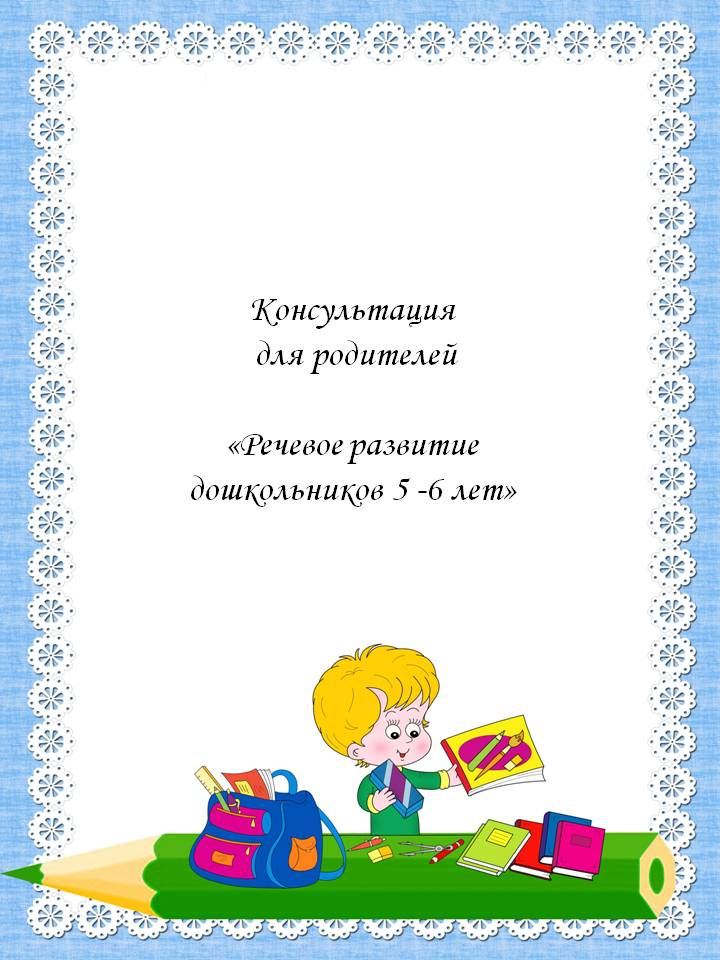 Консультация
для родителей
«Речевое развитие
дошкольников 5 -6 лет»